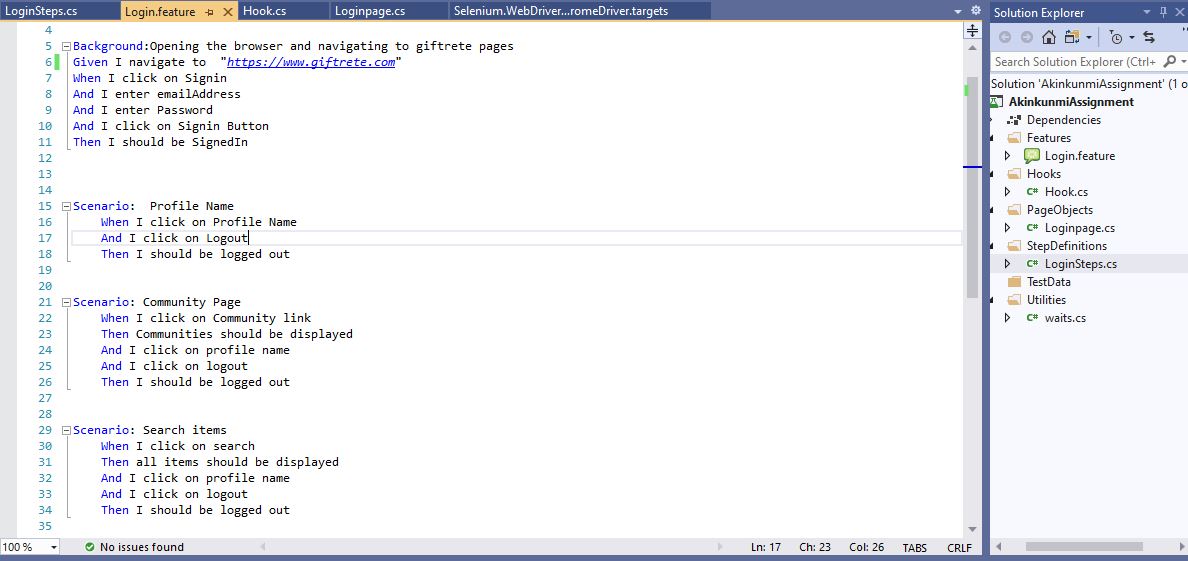 LoginSteps.cs Login.feature Hook.cs Loginpage.cs Selenium.WebDriver...romeDriver.targets
4
5 Background:Opening the browser and navigating to giftrete pages
6 Given I navigate to  "https://www.giftrete.com"
7 When I click on Signin
8 And I enter emailAddress
9 And I enter Password
10 And I click on Signin Button
11 Then I should be SignedIn
12
13
14
15 Scenario:  Profile Name
16 When I click on Profile Name
17 And I click on Logout
18 Then I should be logged out
19
20
21 Scenario: Community Page
22 When I click on Community link
23 Then Communities should be displayed
24 And I click on profile name
25 And I click on logout
26 Then I should be logged out
27
28
29 Scenario: Search items
30 When I click on search
31 Then all items should be displayed
32 And I click on profile name
33 And I click on logout
34 Then I should be logged out
35
100 % No issues found Ln: 17 Ch: 23 Col: 26 TABS CRLF
Solution Explorer
Search Solution Explorer (Ctrl+
Solution 'AkinkunmiAssignment' (1 o
AkinkunmiAssignment
Dependencies
Features
Login.feature
Hooks
C# Hook.cs
PageObjects
C# Loginpage.cs
StepDefinitions
C# LoginSteps.cs
TestData
Utilities
C# waits.cs